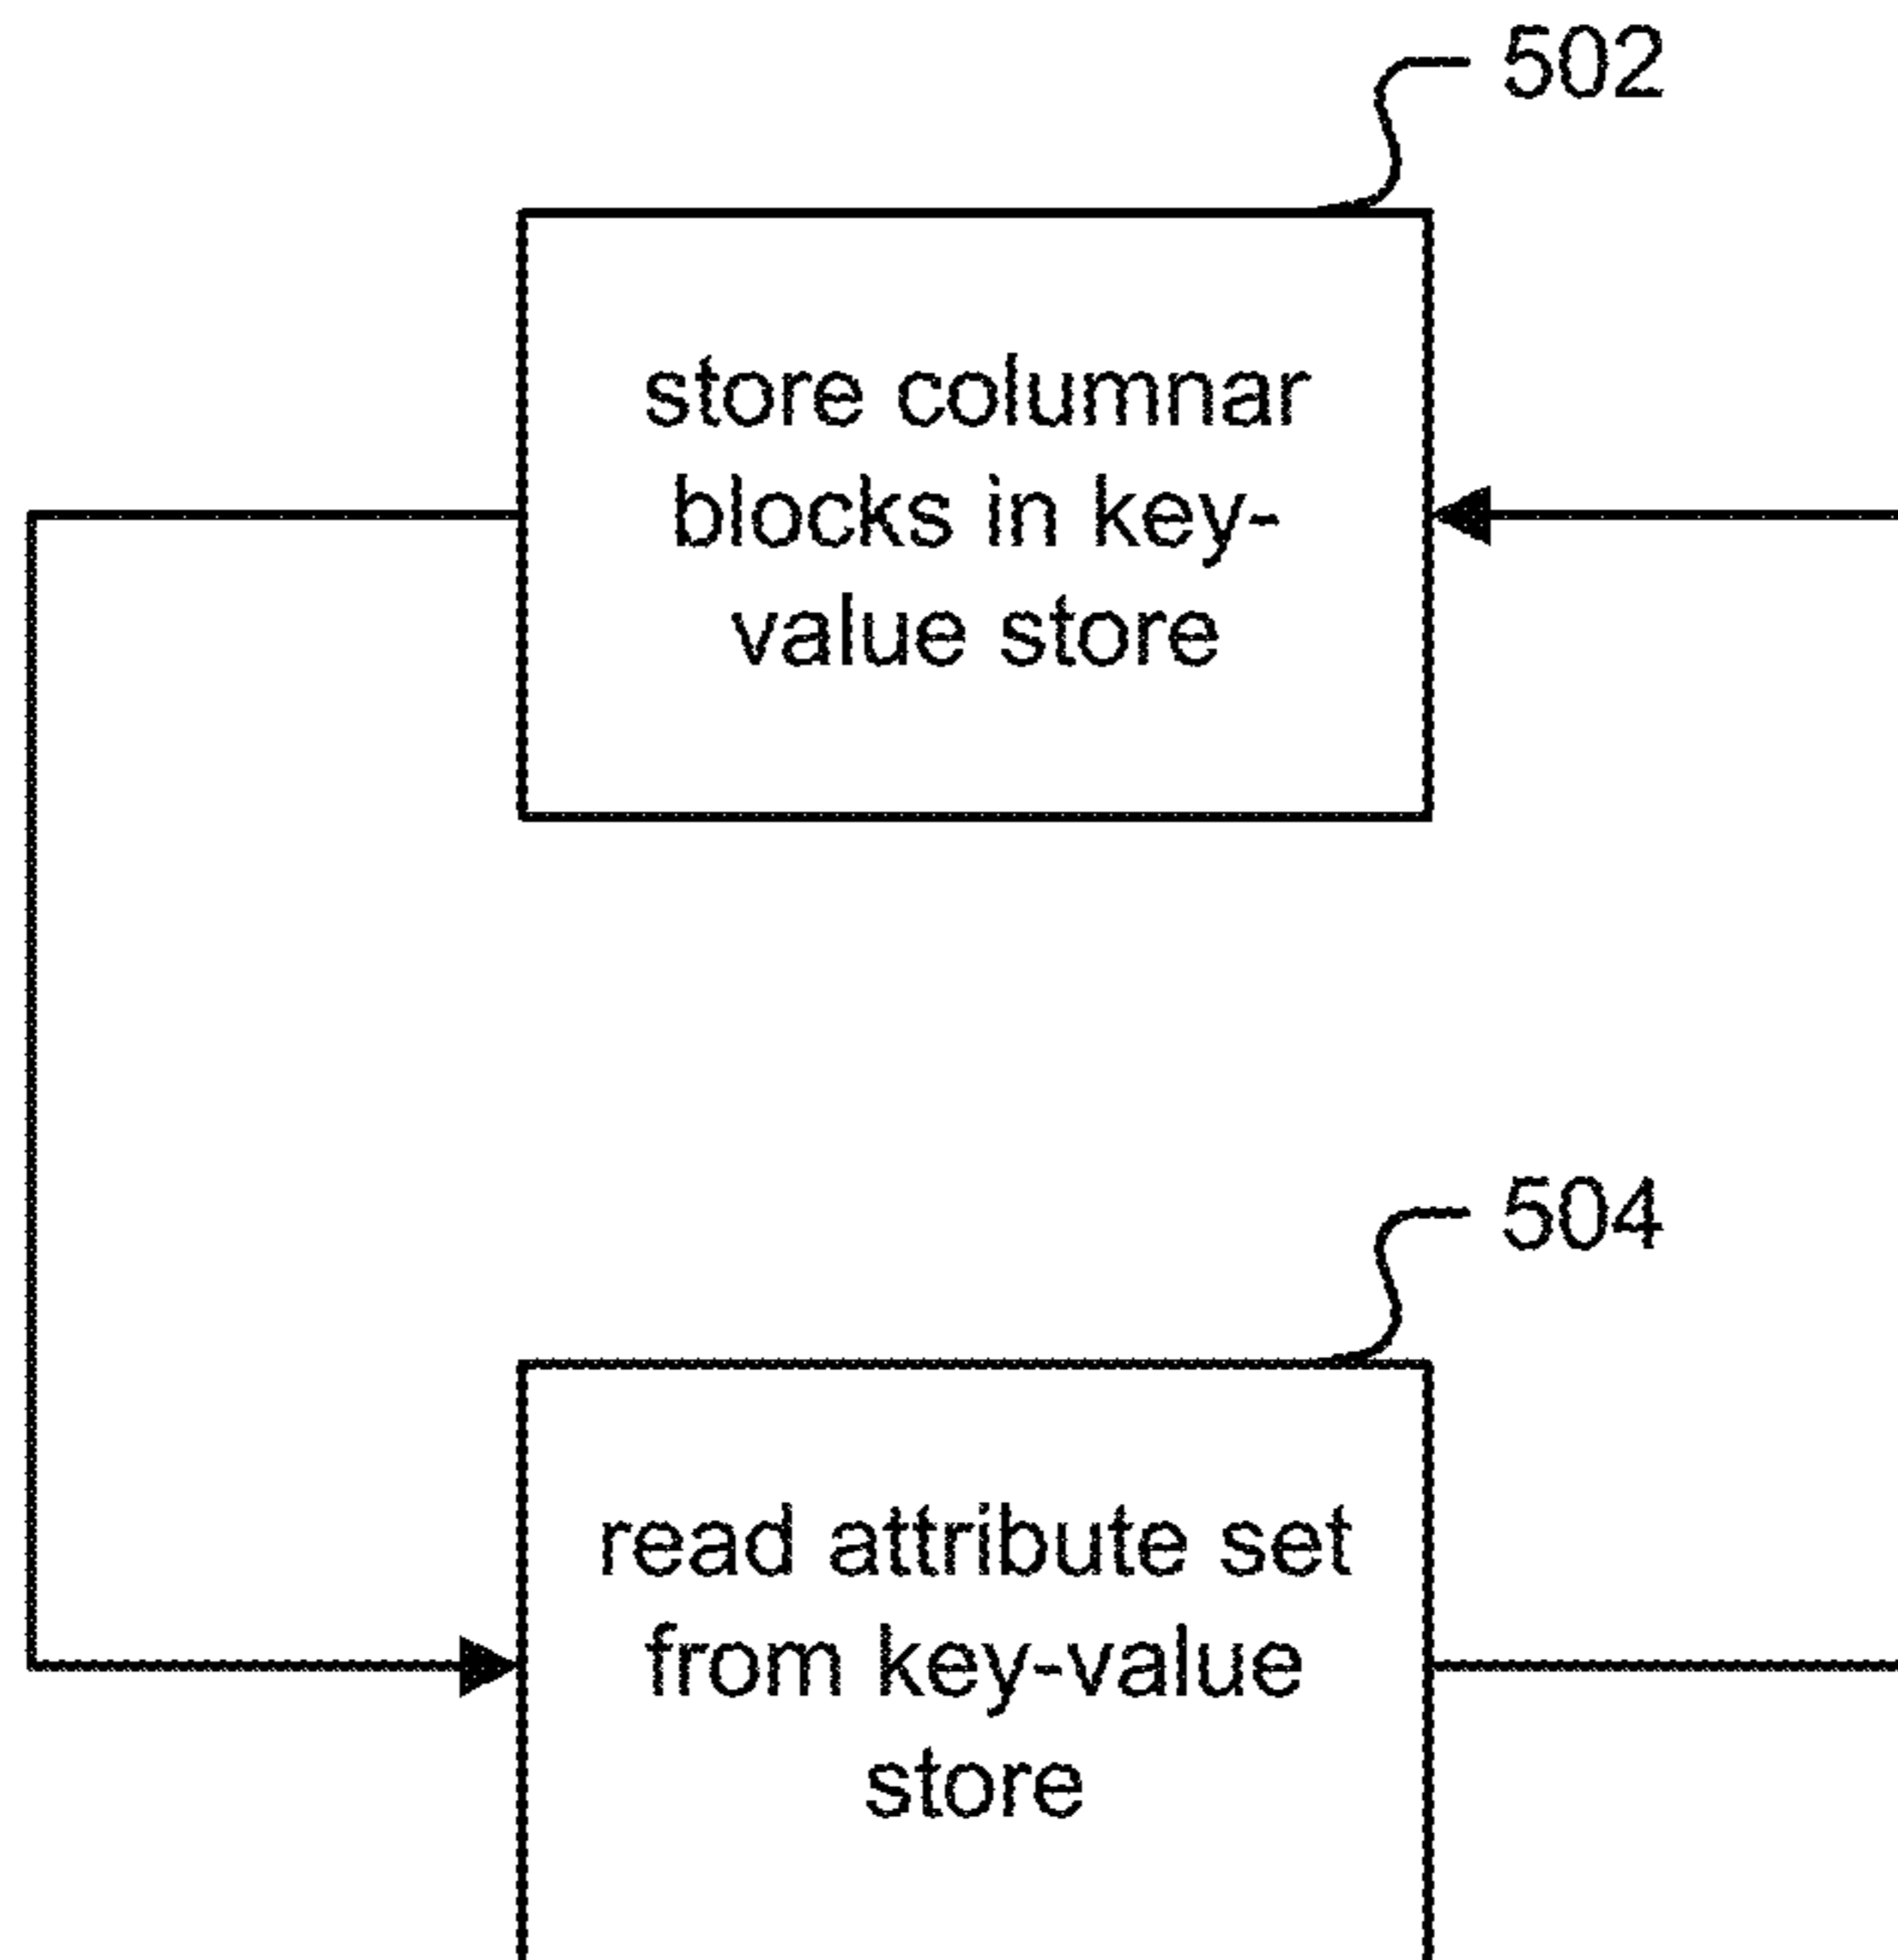 502
store columnar
blocks in key-
value store
504
read attribute set
from key-value
store